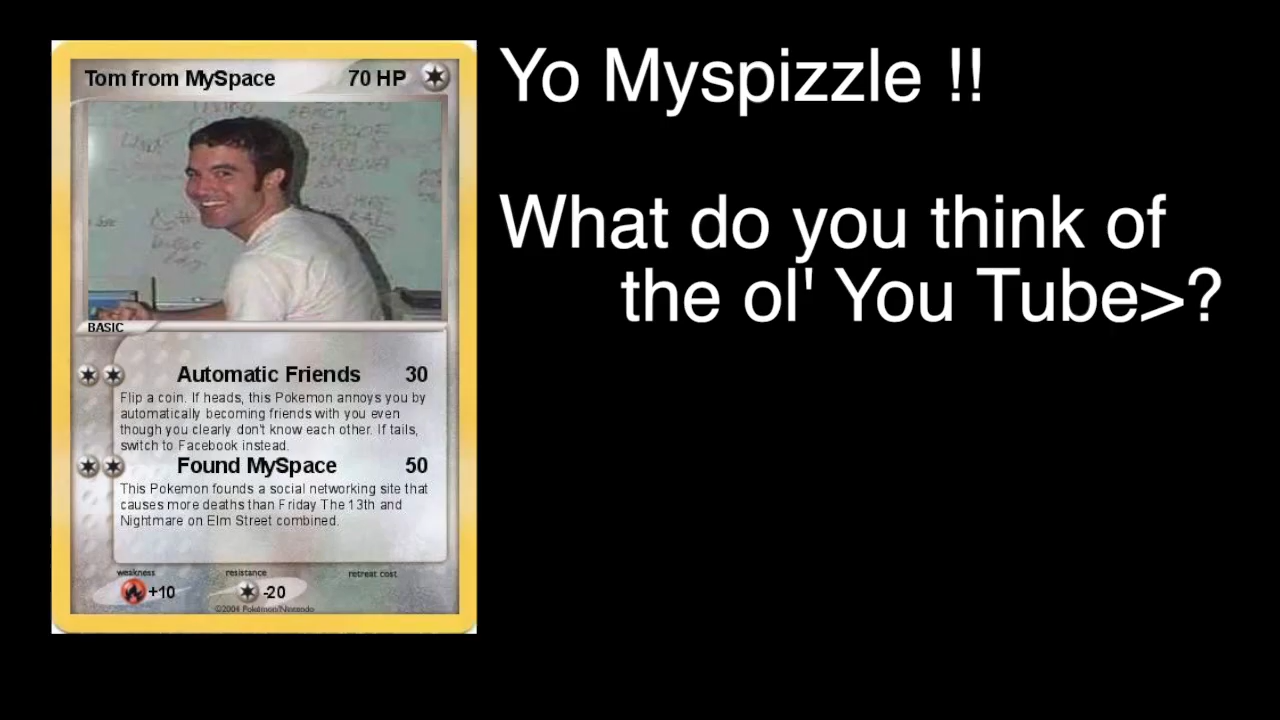 Tom from MySpace 70 HP
BASIC
Automatic Friends 30
Flip a coin. If heads, this Pokemon annoys you by
automatically becoming friends with you even
though you clearly don't know each other. If tails,
switch to Facebook instead.
Found MySpace 50
This Pokemon founds a social networking site that
causes more deaths than Friday The 13th and
Nightmare on Elm Street combined.
weakness resistance retreat cost
+10 -20
©2004 Pokémon/Nintendo
Yo Myspizzle !!
What do you think of
the ol' You Tube>?